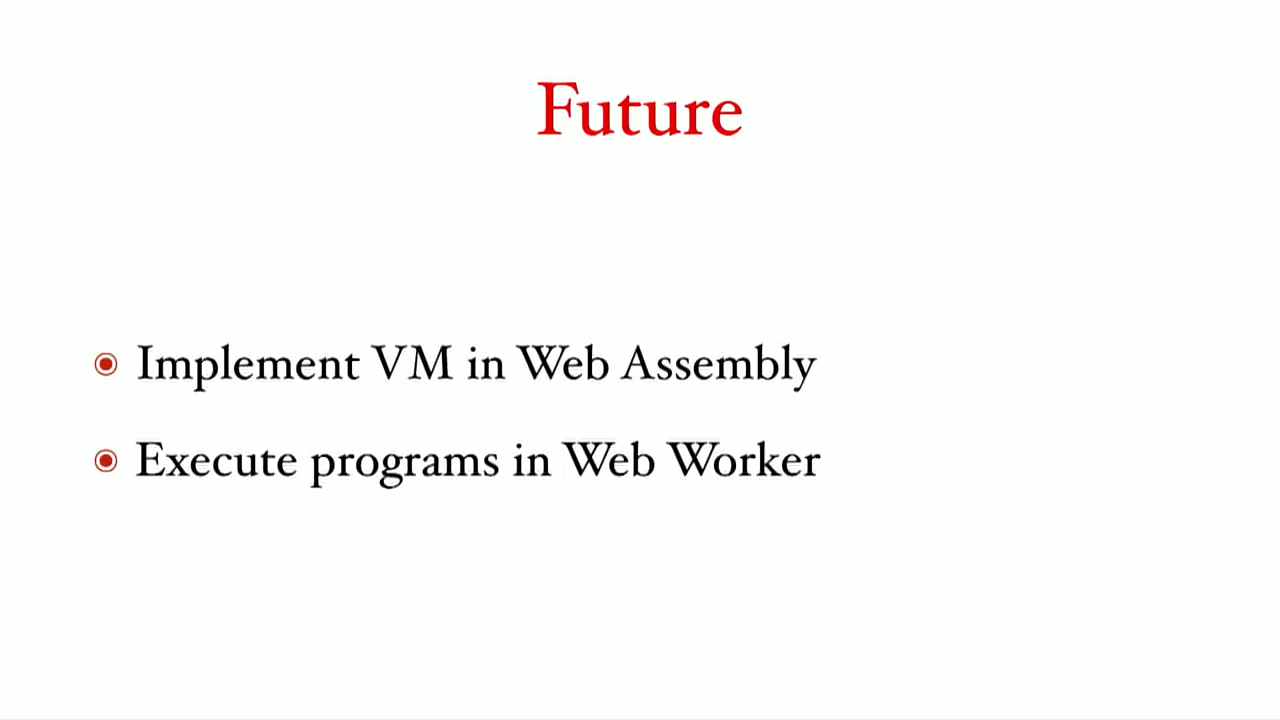 Future
Implement VM in Web Assembly
Execute programs in Web Worker